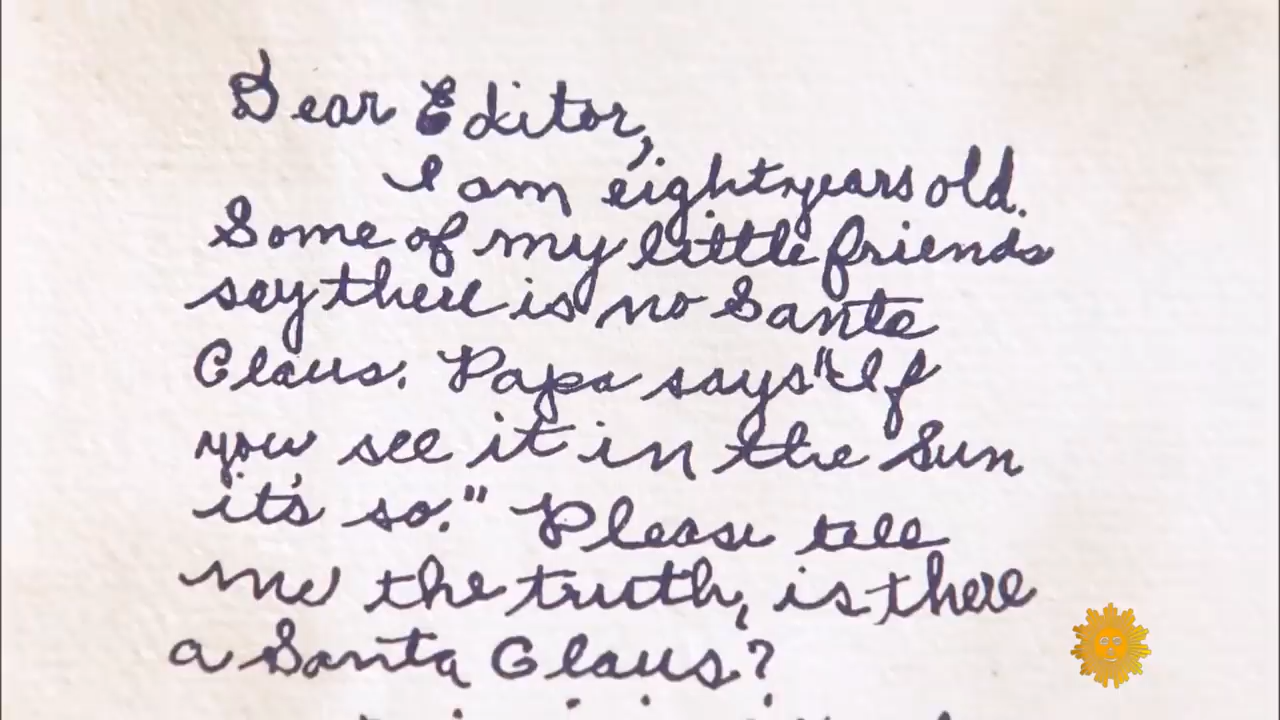 Dear Editor,
I am eight years old.
Some of my little friends
say there is no Santa
Claus. Papa says "If
you see it in the Sun
it's so." Please tell
me the truth, is there
a Santa Claus?